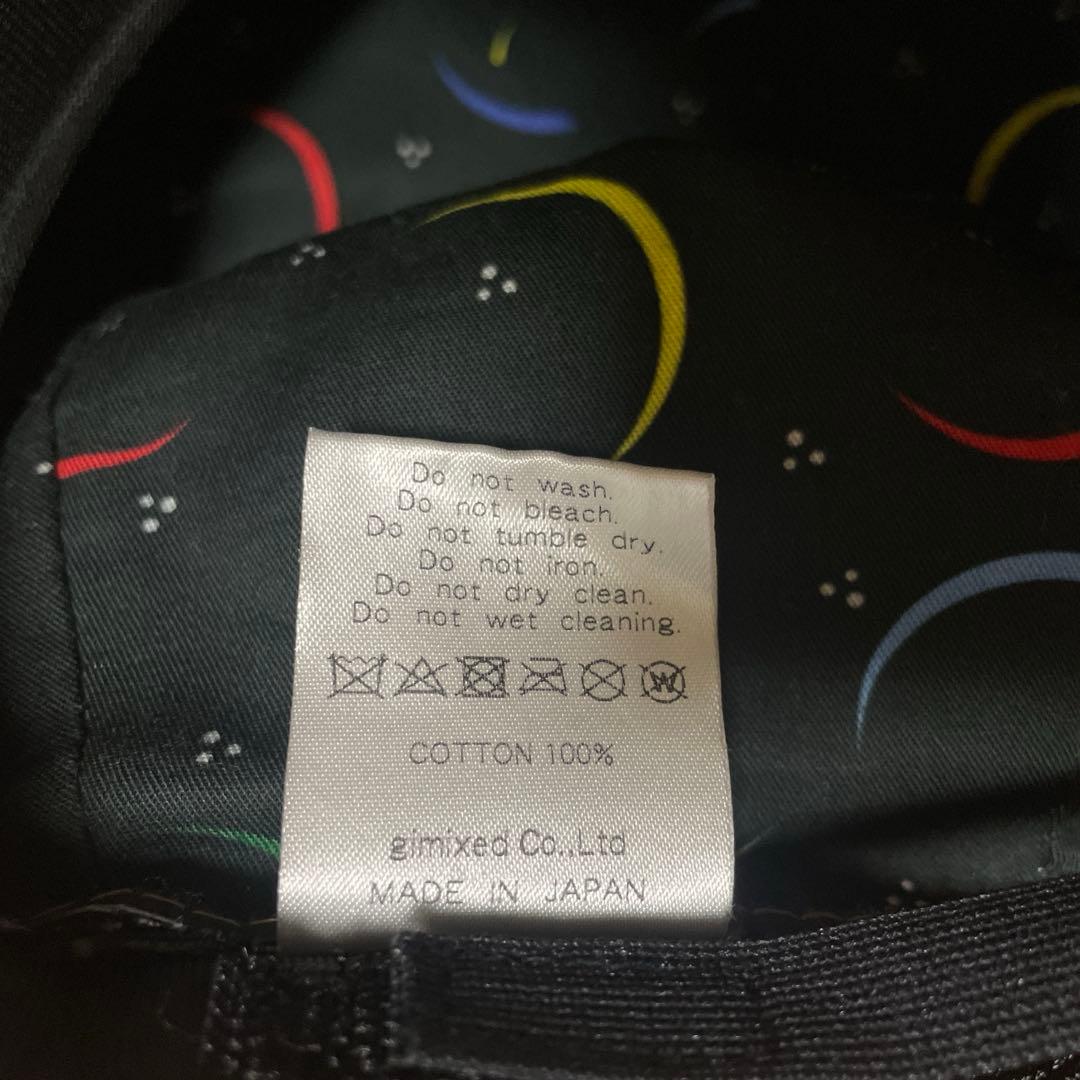 Do not wash.
Do not bleach.
Do not tumble dry.
Do not iron.
Do not dry clean.
Do not wet cleaning.
W
COTTON 100%
gimixed Co.,Ltd
MADE IN JAPAN